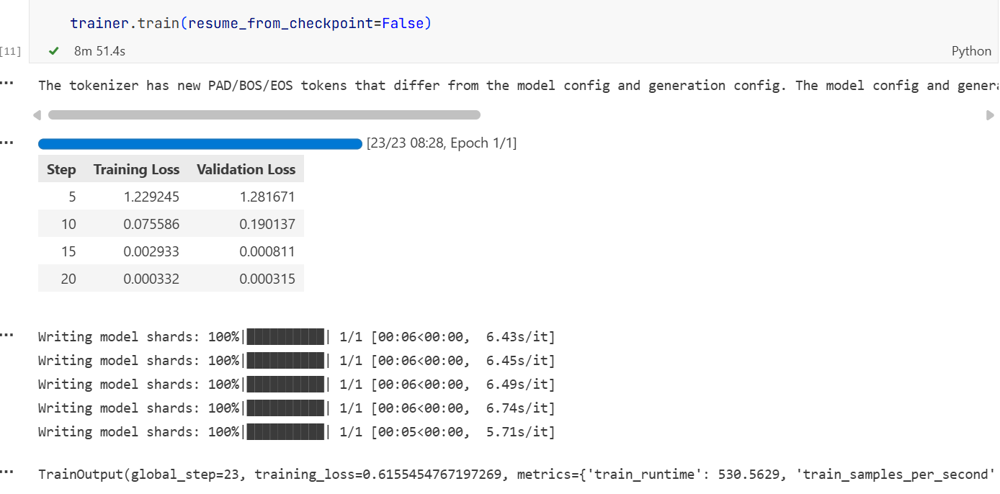 trainer.train(resume_from_checkpoint=False)
[11] 8m 51.4s Python
... The tokenizer has new PAD/BOS/EOS tokens that differ from the model config and generation config. The model config and genera
... [23/23 08:28, Epoch 1/1]
Step Training Loss Validation Loss
5 1.229245 1.281671
10 0.075586 0.190137
15 0.002933 0.000811
20 0.000332 0.000315
... Writing model shards: 100%|██████████| 1/1 [00:06<00:00, 6.43s/it]
Writing model shards: 100%|██████████| 1/1 [00:06<00:00, 6.45s/it]
Writing model shards: 100%|██████████| 1/1 [00:06<00:00, 6.49s/it]
Writing model shards: 100%|██████████| 1/1 [00:06<00:00, 6.74s/it]
Writing model shards: 100%|██████████| 1/1 [00:05<00:00, 5.71s/it]
... TrainOutput(global_step=23, training_loss=0.6155454767197269, metrics={'train_runtime': 530.5629, 'train_samples_per_second'